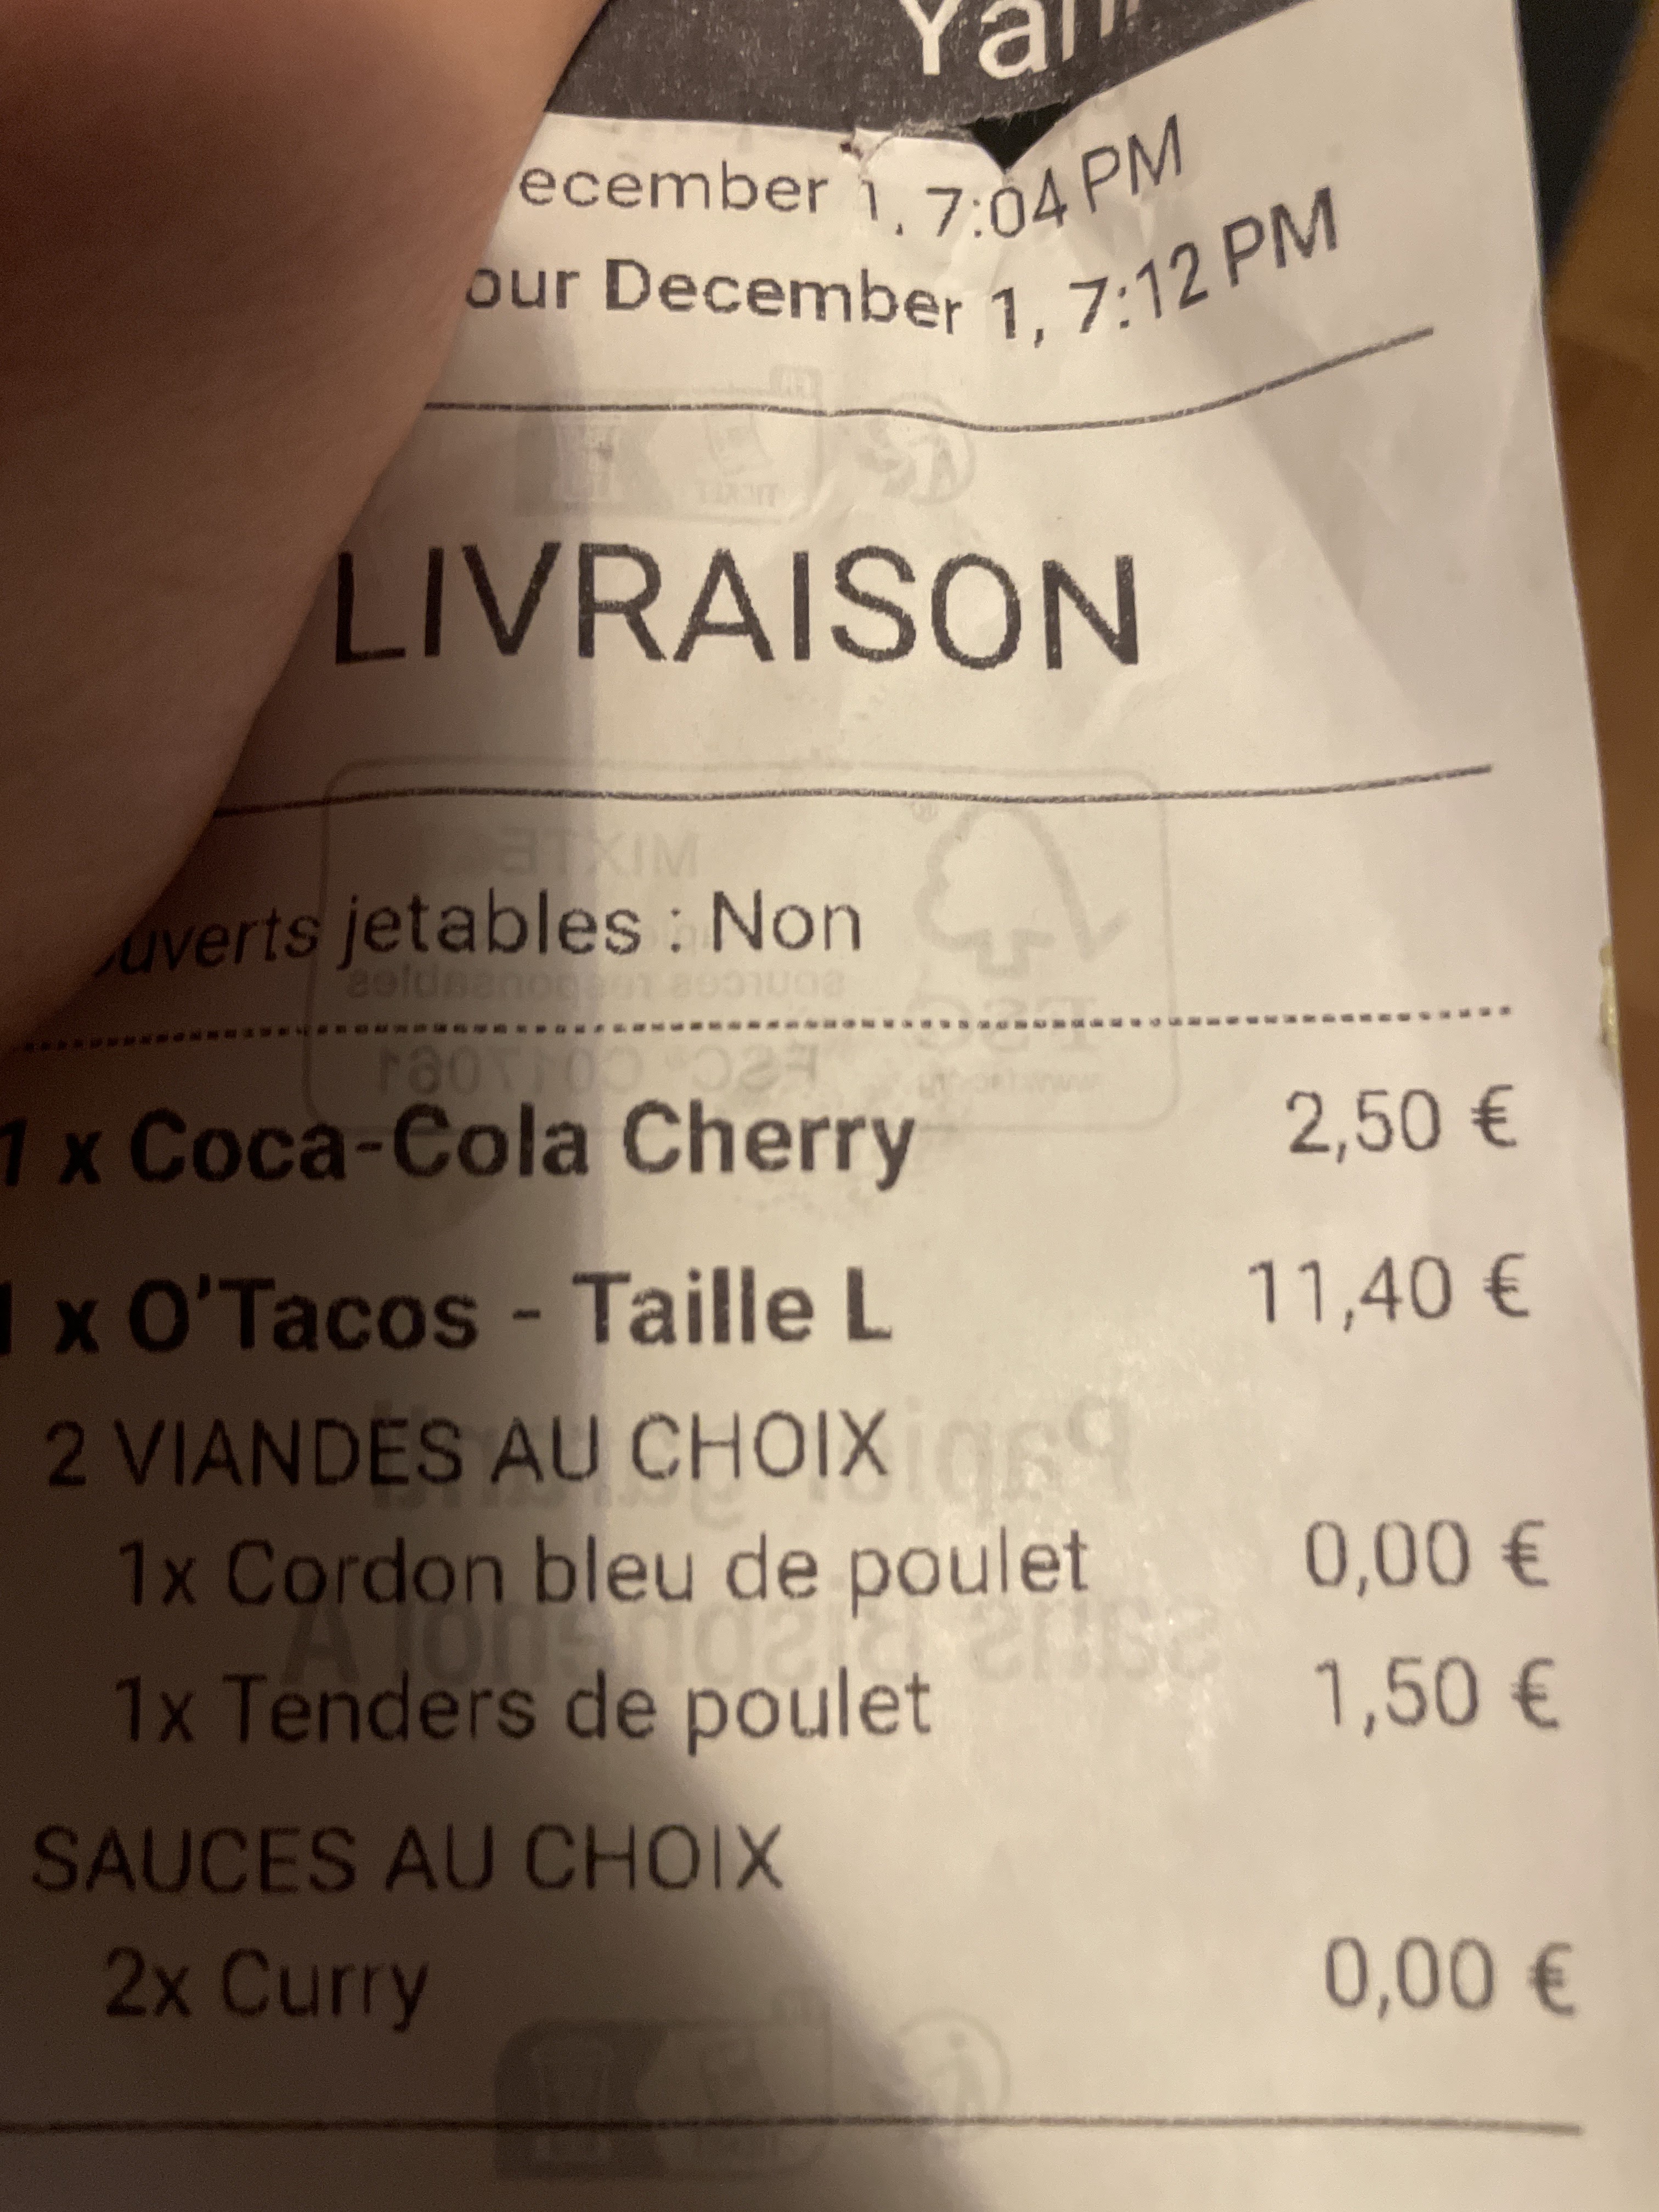 ecember 1, 7:04 PM
our December 1, 7:12 PM
LIVRAISON
uverts jetables : Non
1 x Coca-Cola Cherry 2,50 €
1 x O'Tacos - Taille L 11,40 €
2 VIANDES AU CHOIX
1x Cordon bleu de poulet 0,00 €
1x Tenders de poulet 1,50 €
SAUCES AU CHOIX
2x Curry 0,00 €